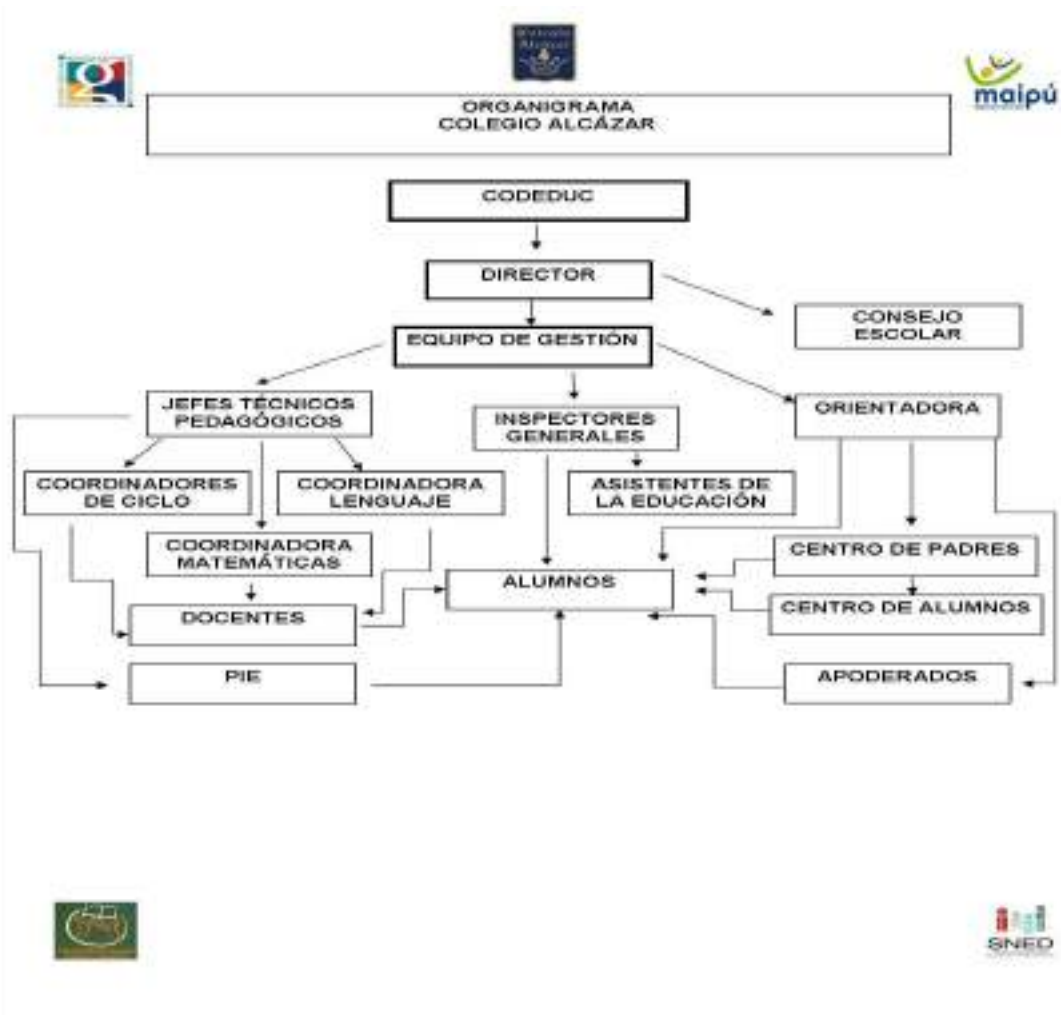 maipú
ORGANIGRAMA
COLEGIO ALCÁZAR
CODEDUC
DIRECTOR
CONSEJO
ESCOLAR
EQUIPO DE GESTIÓN
JEFES TÉCNICOS
PEDAGÓGICOS
INSPECTORES
GENERALES
ORIENTADORA
COORDINADORES
DE CICLO
COORDINADORA
LENGUAJE
ASISTENTES DE
LA EDUCACIÓN
COORDINADORA
MATEMÁTICAS
ALUMNOS
CENTRO DE PADRES
DOCENTES
CENTRO DE ALUMNOS
PIE
APODERADOS
SNED